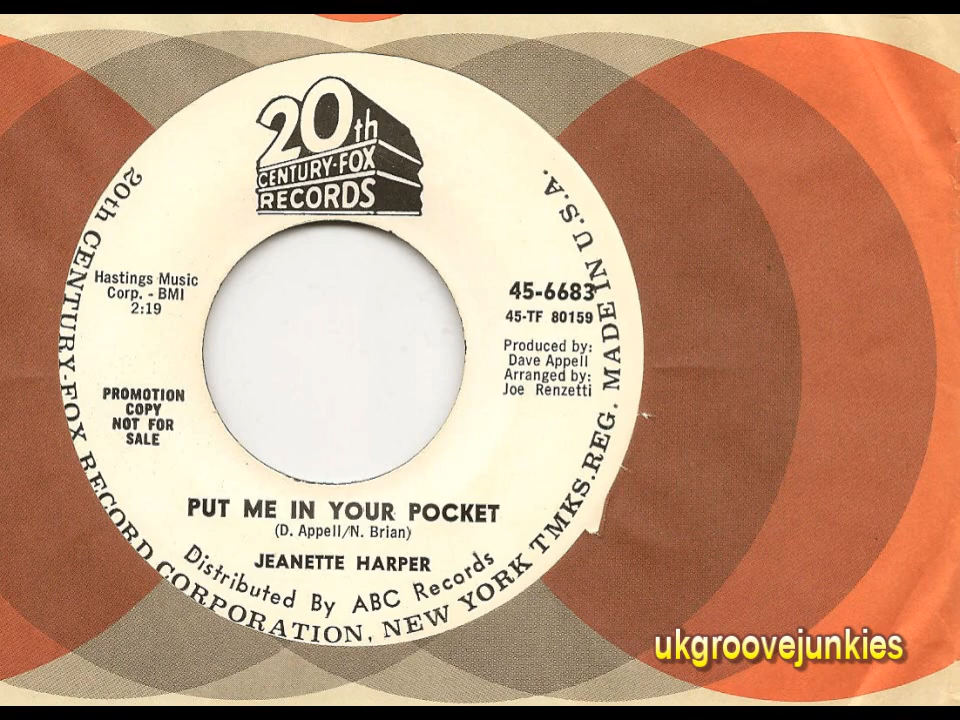 20th
CENTURY-FOX
RECORDS
20th CENTURY-FOX RECORD CORPORATION, NEW YORK TMKS. REG. MADE IN U.S.A.
Hastings Music
Corp. - BMI
2:19
PROMOTION
COPY
NOT FOR
SALE
45-6683
45-TF 80159
Produced by:
Dave Appell
Arranged by:
Joe Renzetti
PUT ME IN YOUR POCKET
(D. Appell/N. Brian)
JEANETTE HARPER
Distributed By ABC Records
ukgroovejunkies